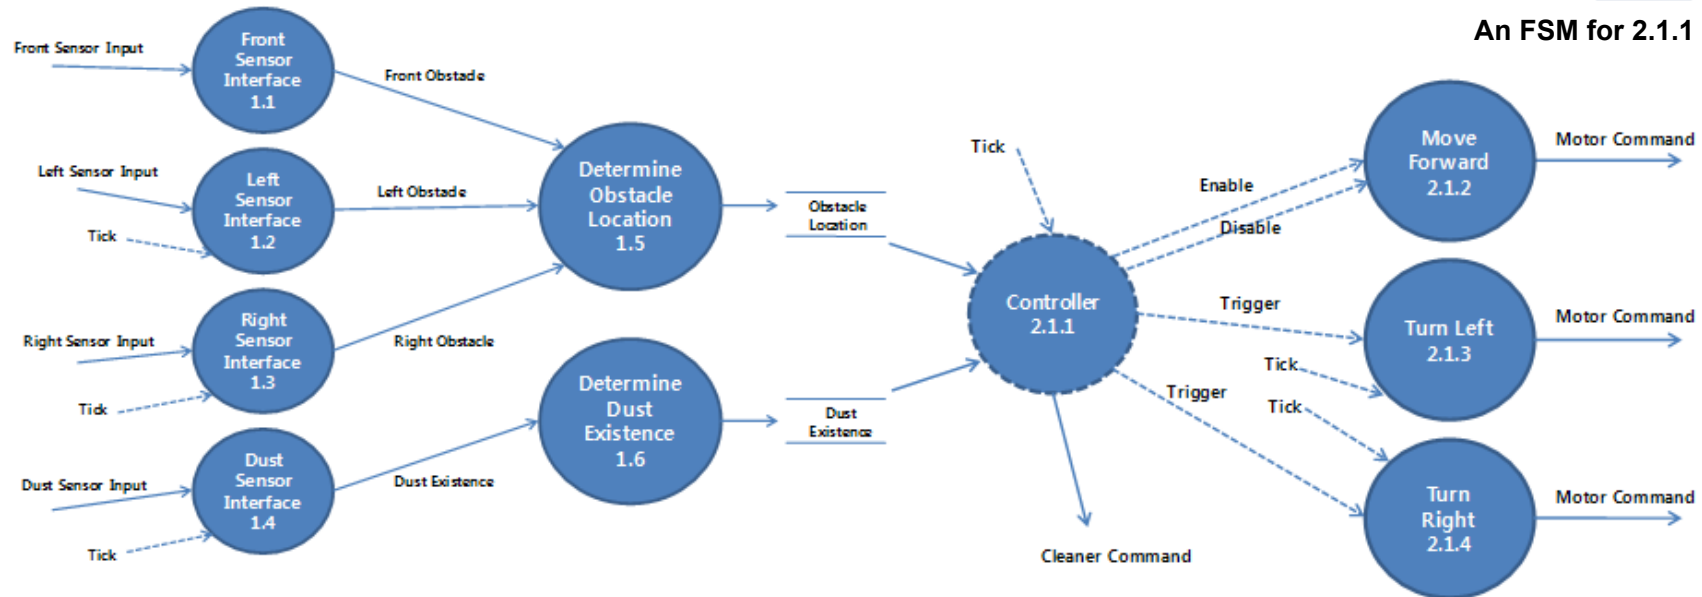 An FSM for 2.1.1
Front Sensor Input
Front
Sensor
Interface
1.1
Front Obstacle
Left Sensor Input
Tick
Left
Sensor
Interface
1.2
Left Obstacle
Right Sensor Input
Tick
Right
Sensor
Interface
1.3
Right Obstacle
Dust Sensor Input
Tick
Dust
Sensor
Interface
1.4
Dust Existence
Determine
Obstacle
Location
1.5
Determine
Dust
Existence
1.6
Obstacle
Location
Dust
Existence
Tick
Controller
2.1.1
Cleaner Command
Enable
Disable
Trigger
Tick
Trigger
Tick
Move
Forward
2.1.2
Motor Command
Turn Left
2.1.3
Motor Command
Turn
Right
2.1.4
Motor Command